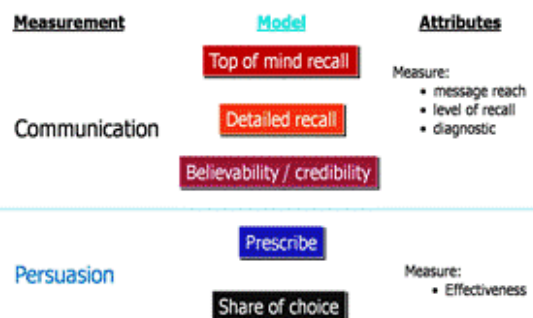 Measurement Model Attributes
Top of mind recall
Measure:
• message reach
• level of recall
• diagnostic
Communication
Detailed recall
Believability / credibility
Prescribe
Persuasion
Measure:
• Effectiveness
Share of choice